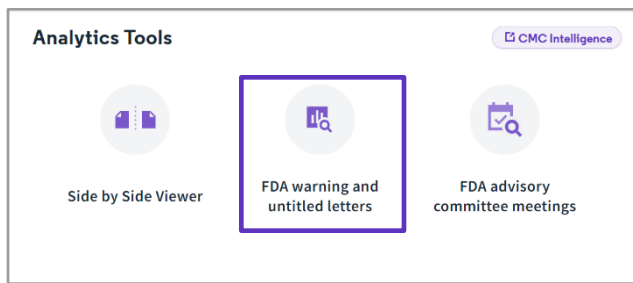 Analytics Tools
CMC Intelligence
Side by Side Viewer
FDA warning and
untitled letters
FDA advisory
committee meetings